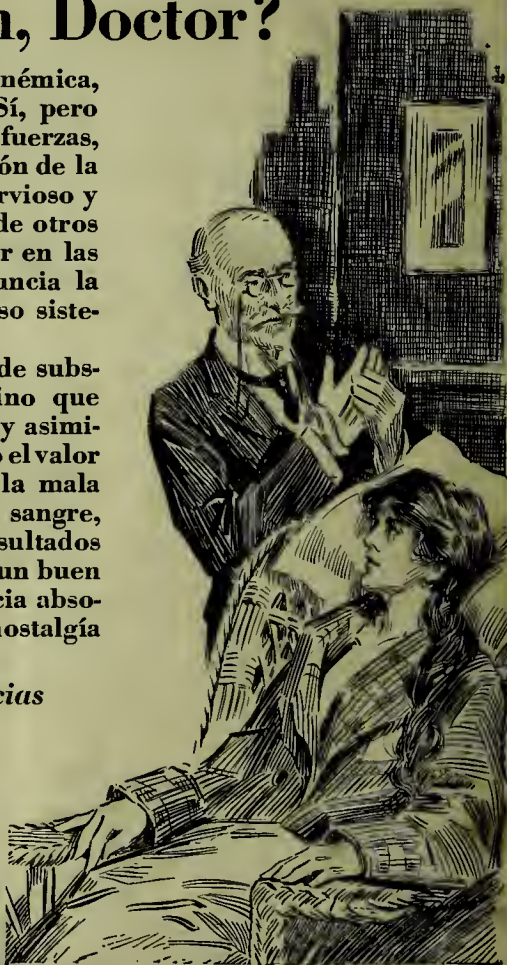 n, Doctor?
némica,
Sí, pero
fuerzas,
ón de la
rvioso y
de otros
r en las
uncia la
so siste-
de subs-
ino que
y asimi-
o el valor
la mala
sangre,
sultados
un buen
cia abso-
nostalgía
cias